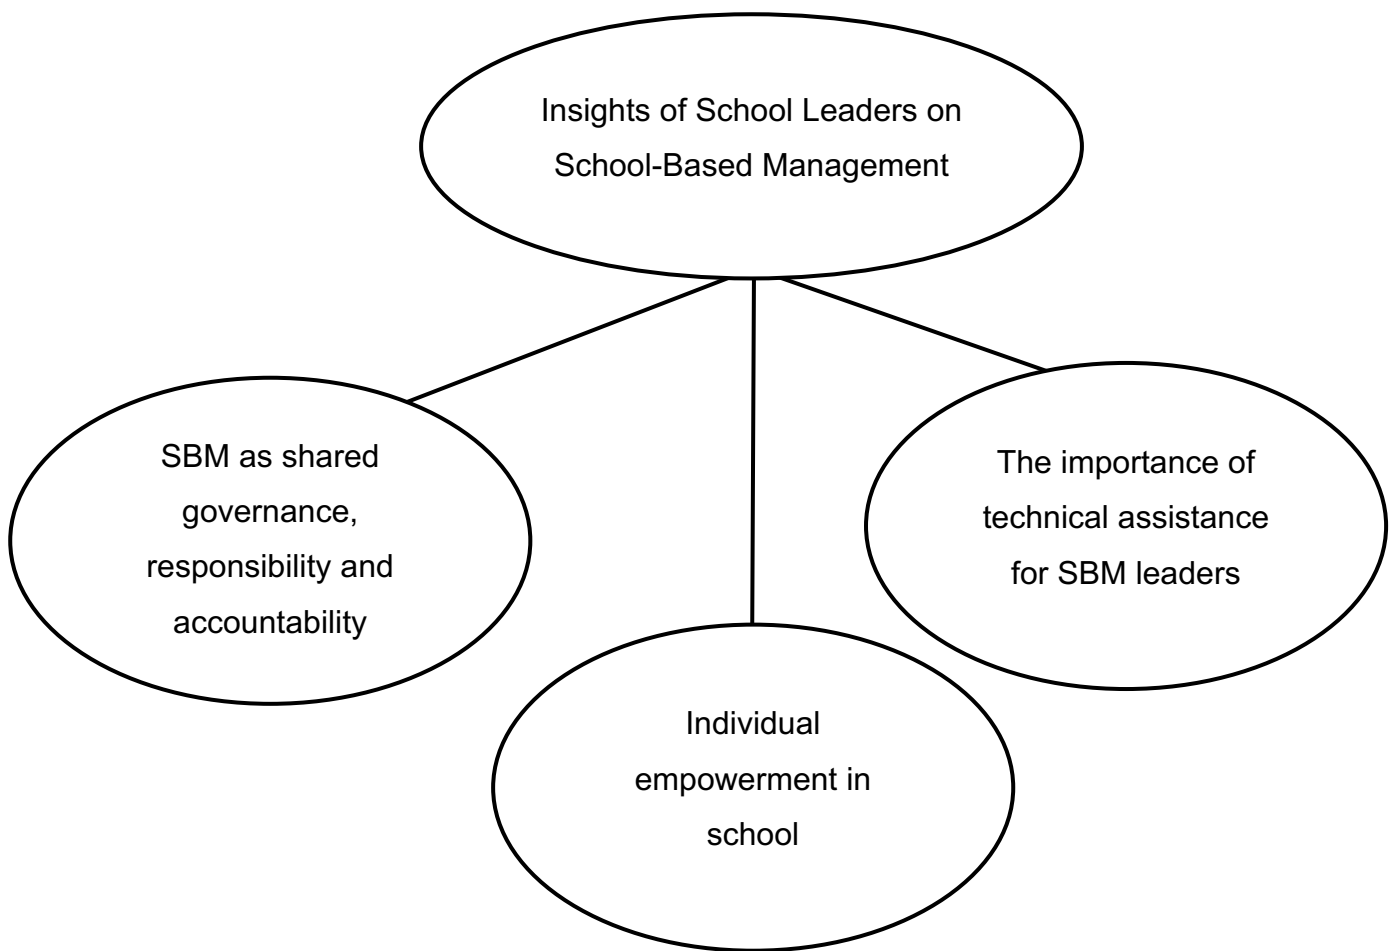 Insights of School Leaders on
School-Based Management
SBM as shared
governance,
responsibility and
accountability
The importance of
technical assistance
for SBM leaders
Individual
empowerment in
school